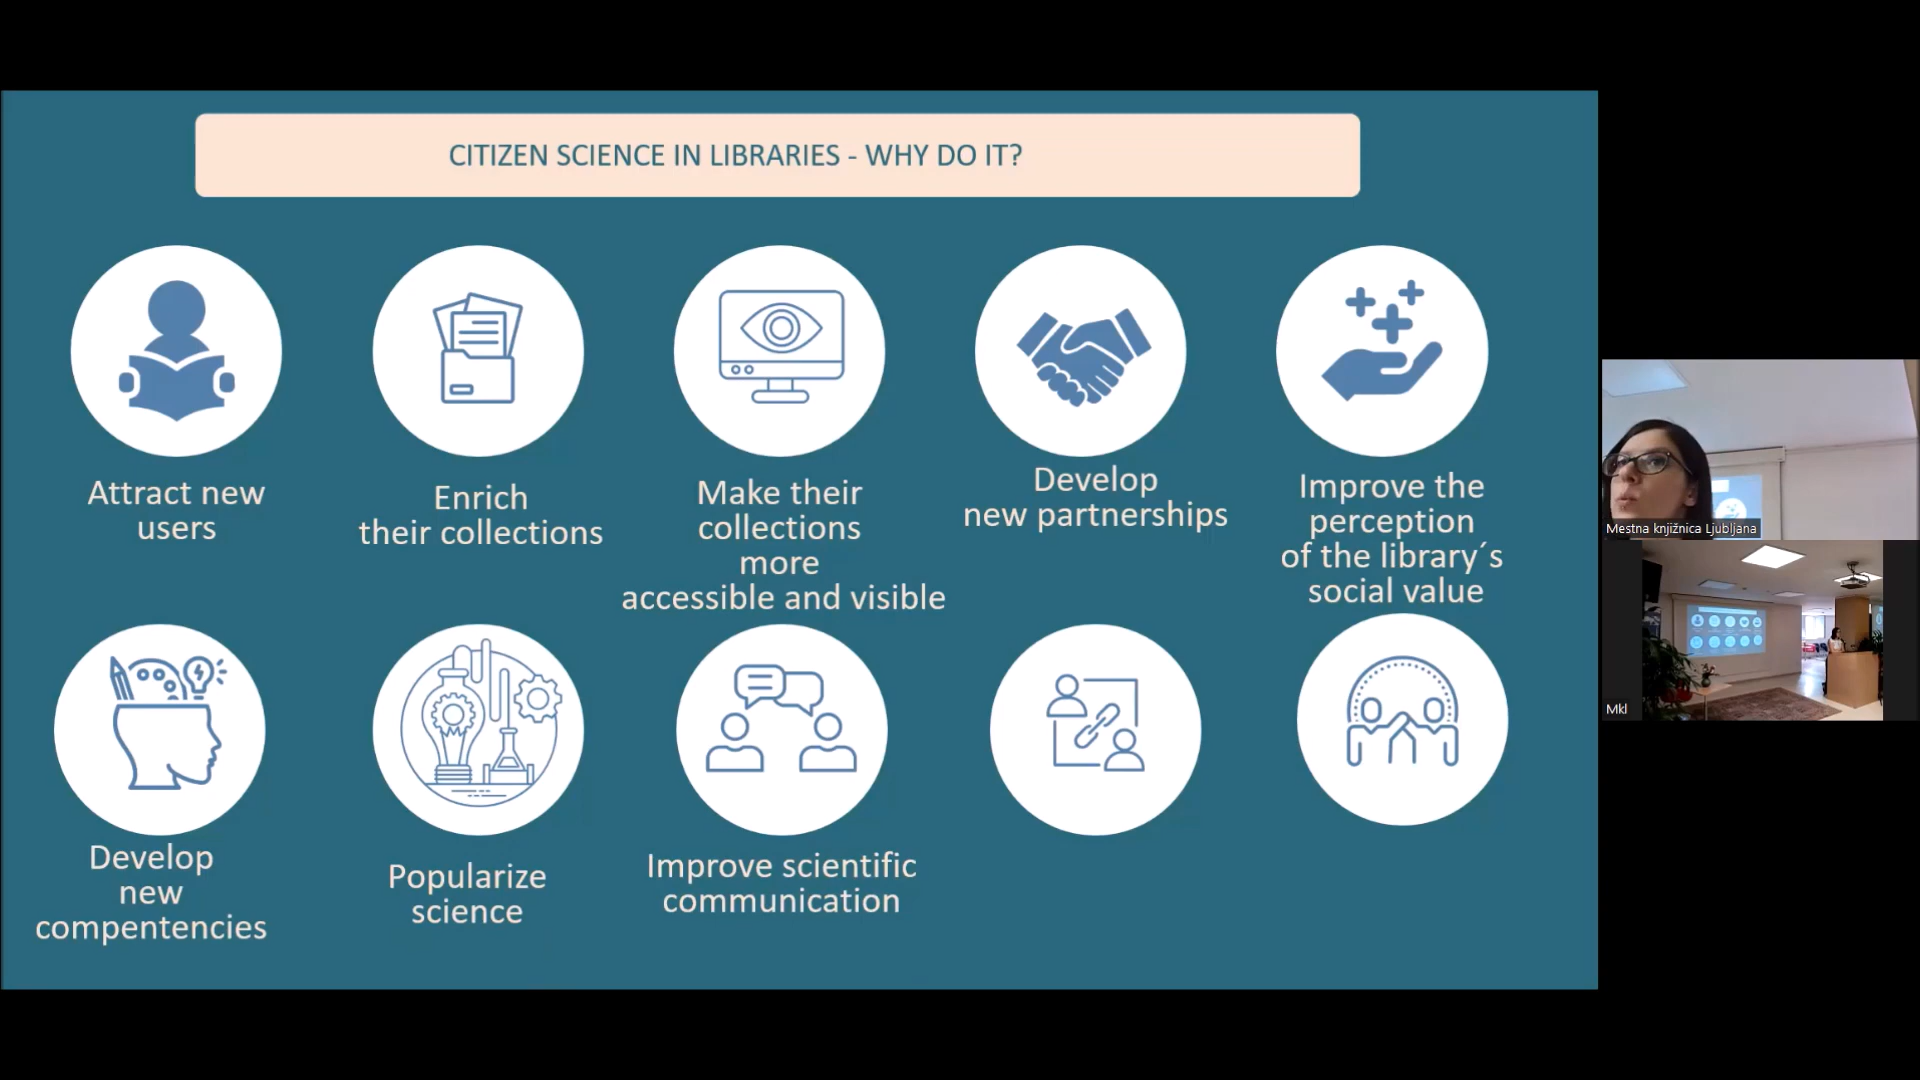 CITIZEN SCIENCE IN LIBRARIES - WHY DO IT?
Attract new
users
Enrich
their collections
Make their
collections
more
accessible and visible
Develop
new partnerships
Improve the
perception
of the library´s
social value
Develop
new
compentencies
Popularize
science
Improve scientific
communication
Mestna knjižnica Ljubljana
Mkl